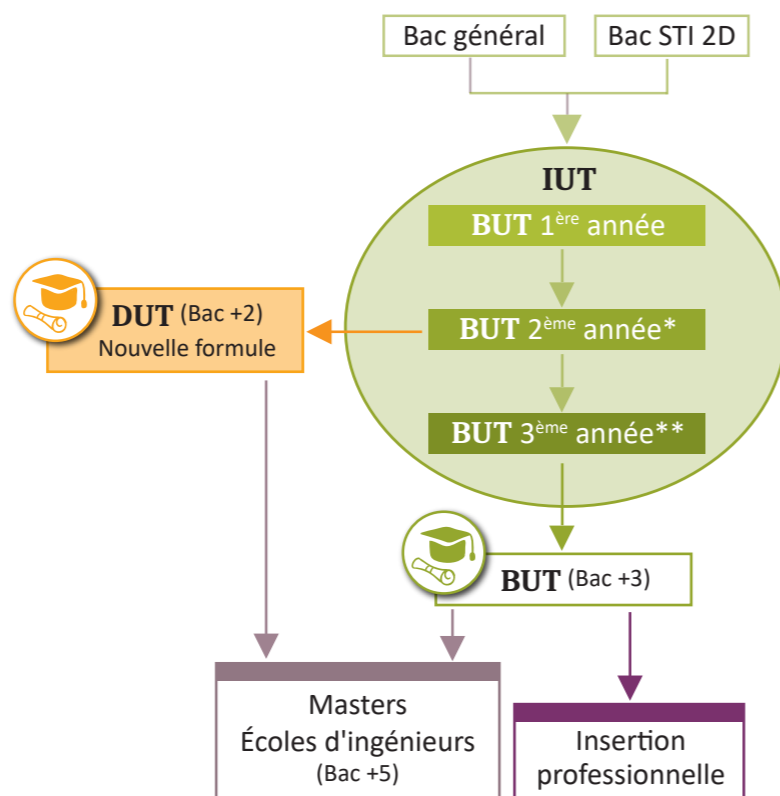 Bac général
Bac STI 2D
IUT
BUT 1ère année
DUT (Bac +2)
Nouvelle formule
BUT 2ème année*
BUT 3ème année**
BUT (Bac +3)
Masters
Écoles d'ingénieurs
(Bac +5)
Insertion
professionnelle